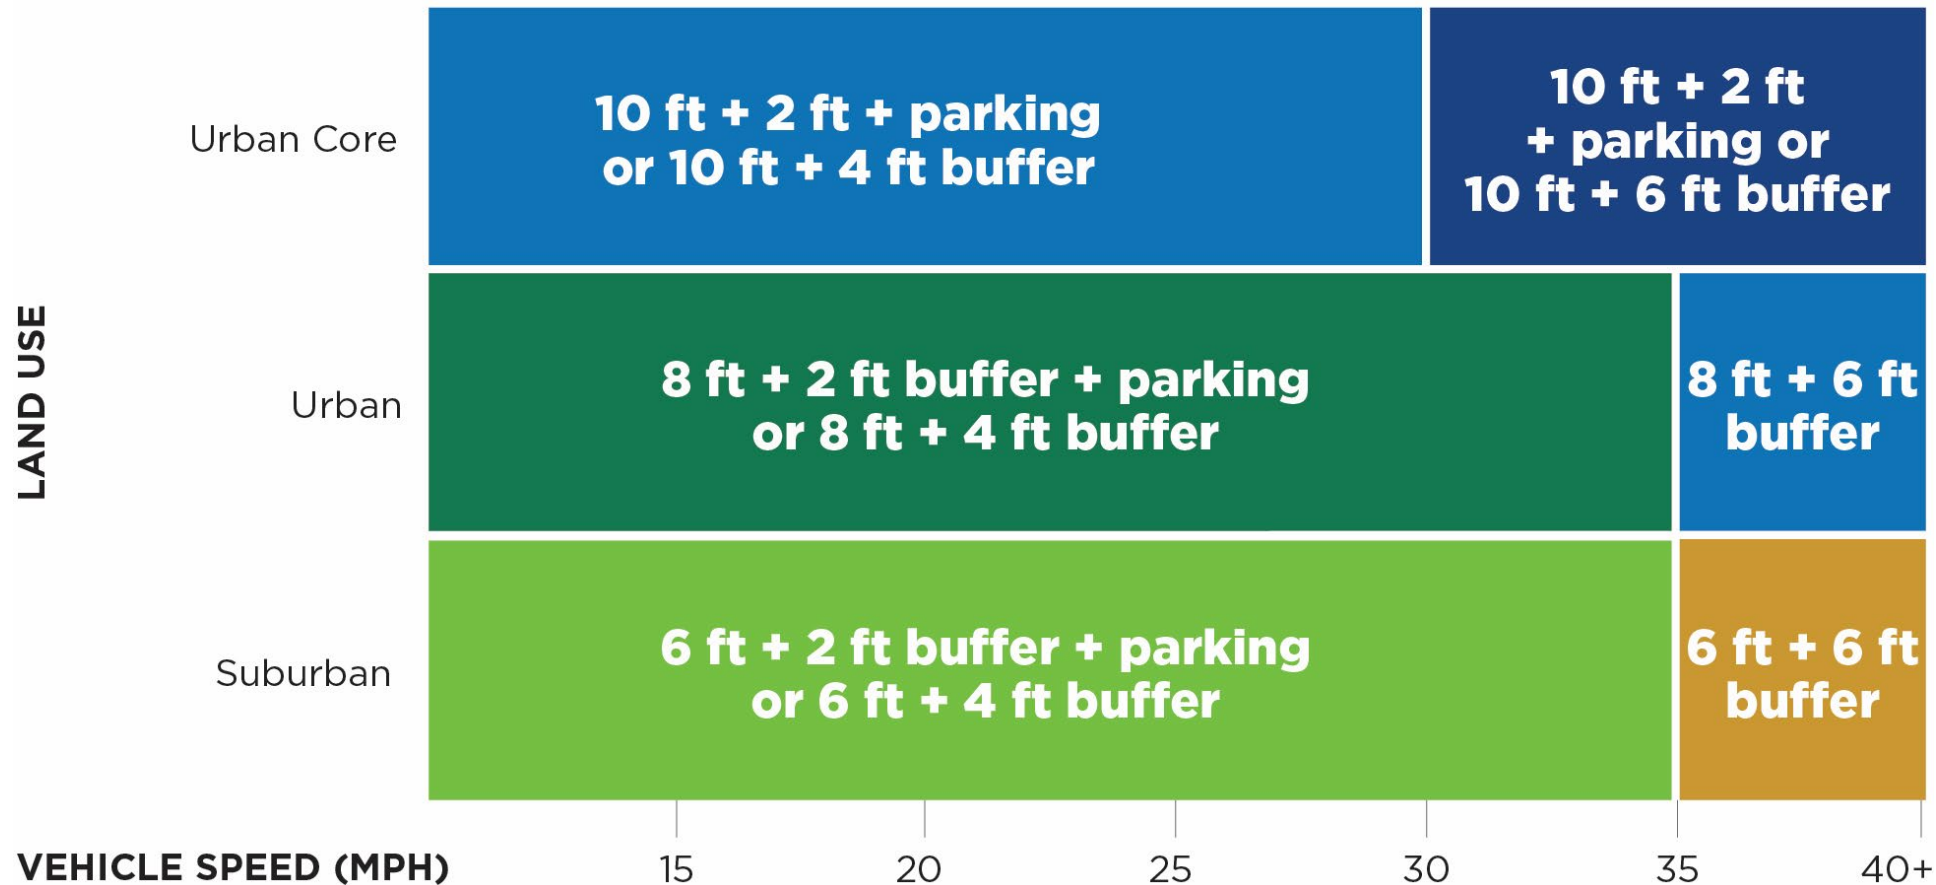 Urban Core
10 ft + 2 ft + parking
or 10 ft + 4 ft buffer
10 ft + 2 ft
+ parking or
10 ft + 6 ft buffer
LAND USE
Urban
8 ft + 2 ft buffer + parking
or 8 ft + 4 ft buffer
8 ft + 6 ft
buffer
Suburban
6 ft + 2 ft buffer + parking
or 6 ft + 4 ft buffer
6 ft + 6 ft
buffer
VEHICLE SPEED (MPH) 15 20 25 30 35 40+